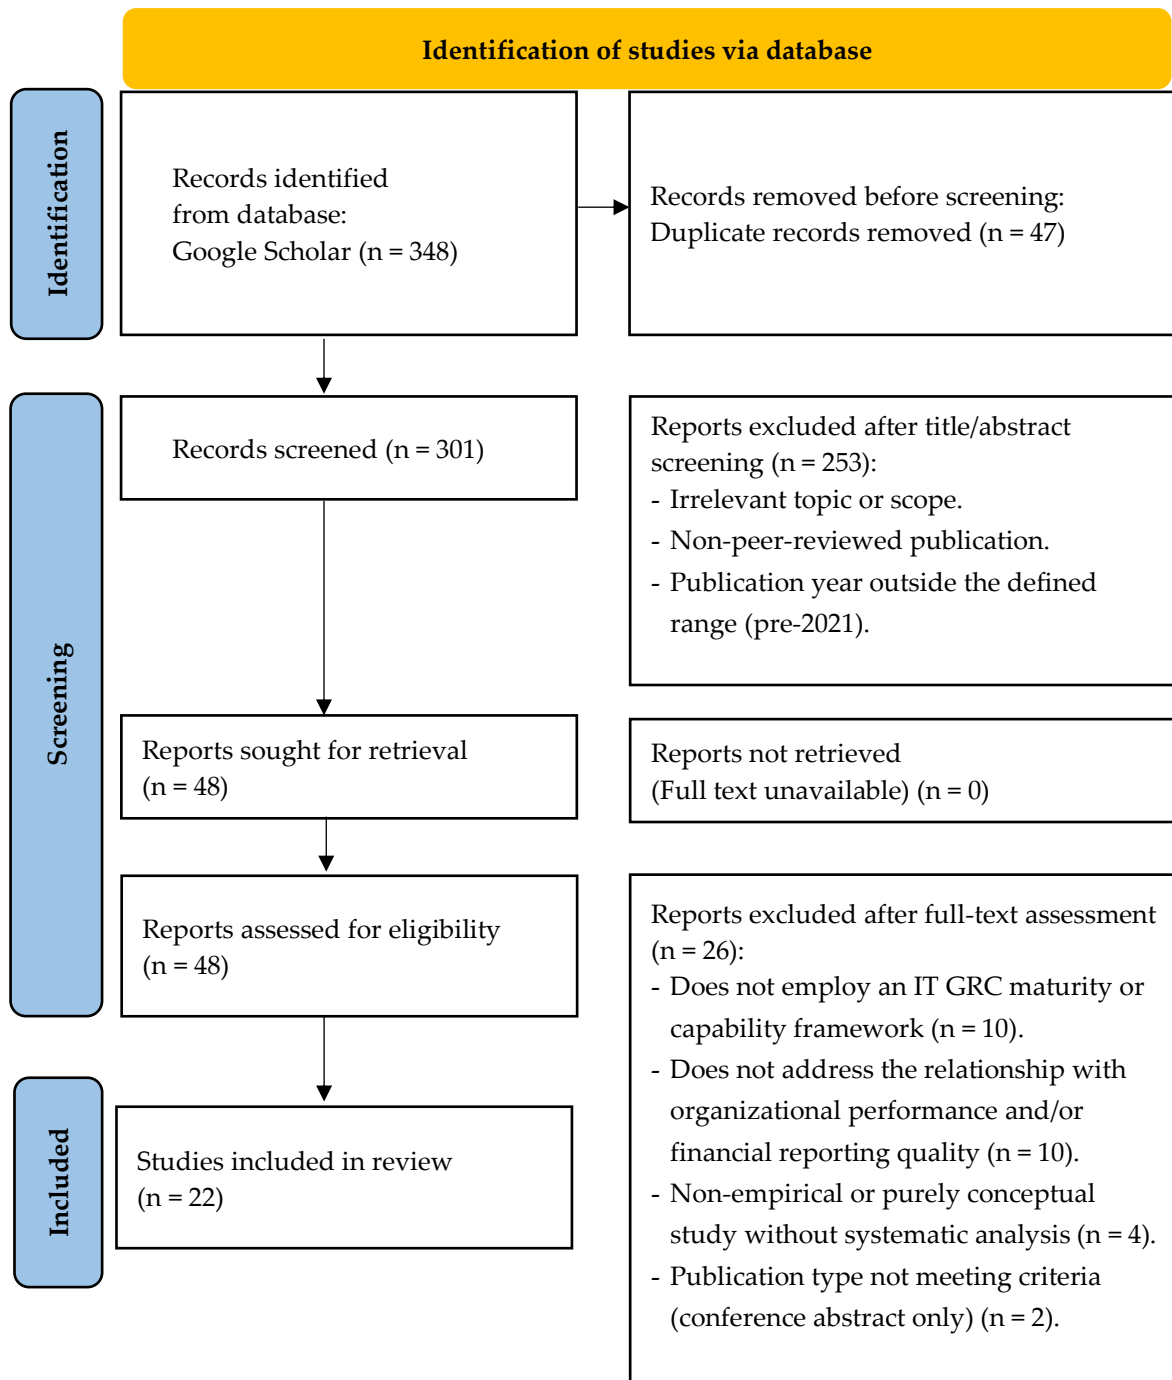 Identification of studies via database
Identification
Records identified
from database:
Google Scholar (n = 348)
Records removed before screening:
Duplicate records removed (n = 47)
Screening
Records screened (n = 301)
Reports excluded after title/abstract
screening (n = 253):
- Irrelevant topic or scope.
- Non-peer-reviewed publication.
- Publication year outside the defined
range (pre-2021).
Reports sought for retrieval
(n = 48)
Reports not retrieved
(Full text unavailable) (n = 0)
Reports assessed for eligibility
(n = 48)
Reports excluded after full-text assessment
(n = 26):
- Does not employ an IT GRC maturity or
capability framework (n = 10).
- Does not address the relationship with
organizational performance and/or
financial reporting quality (n = 10).
- Non-empirical or purely conceptual
study without systematic analysis (n = 4).
- Publication type not meeting criteria
(conference abstract only) (n = 2).
Included
Studies included in review
(n = 22)